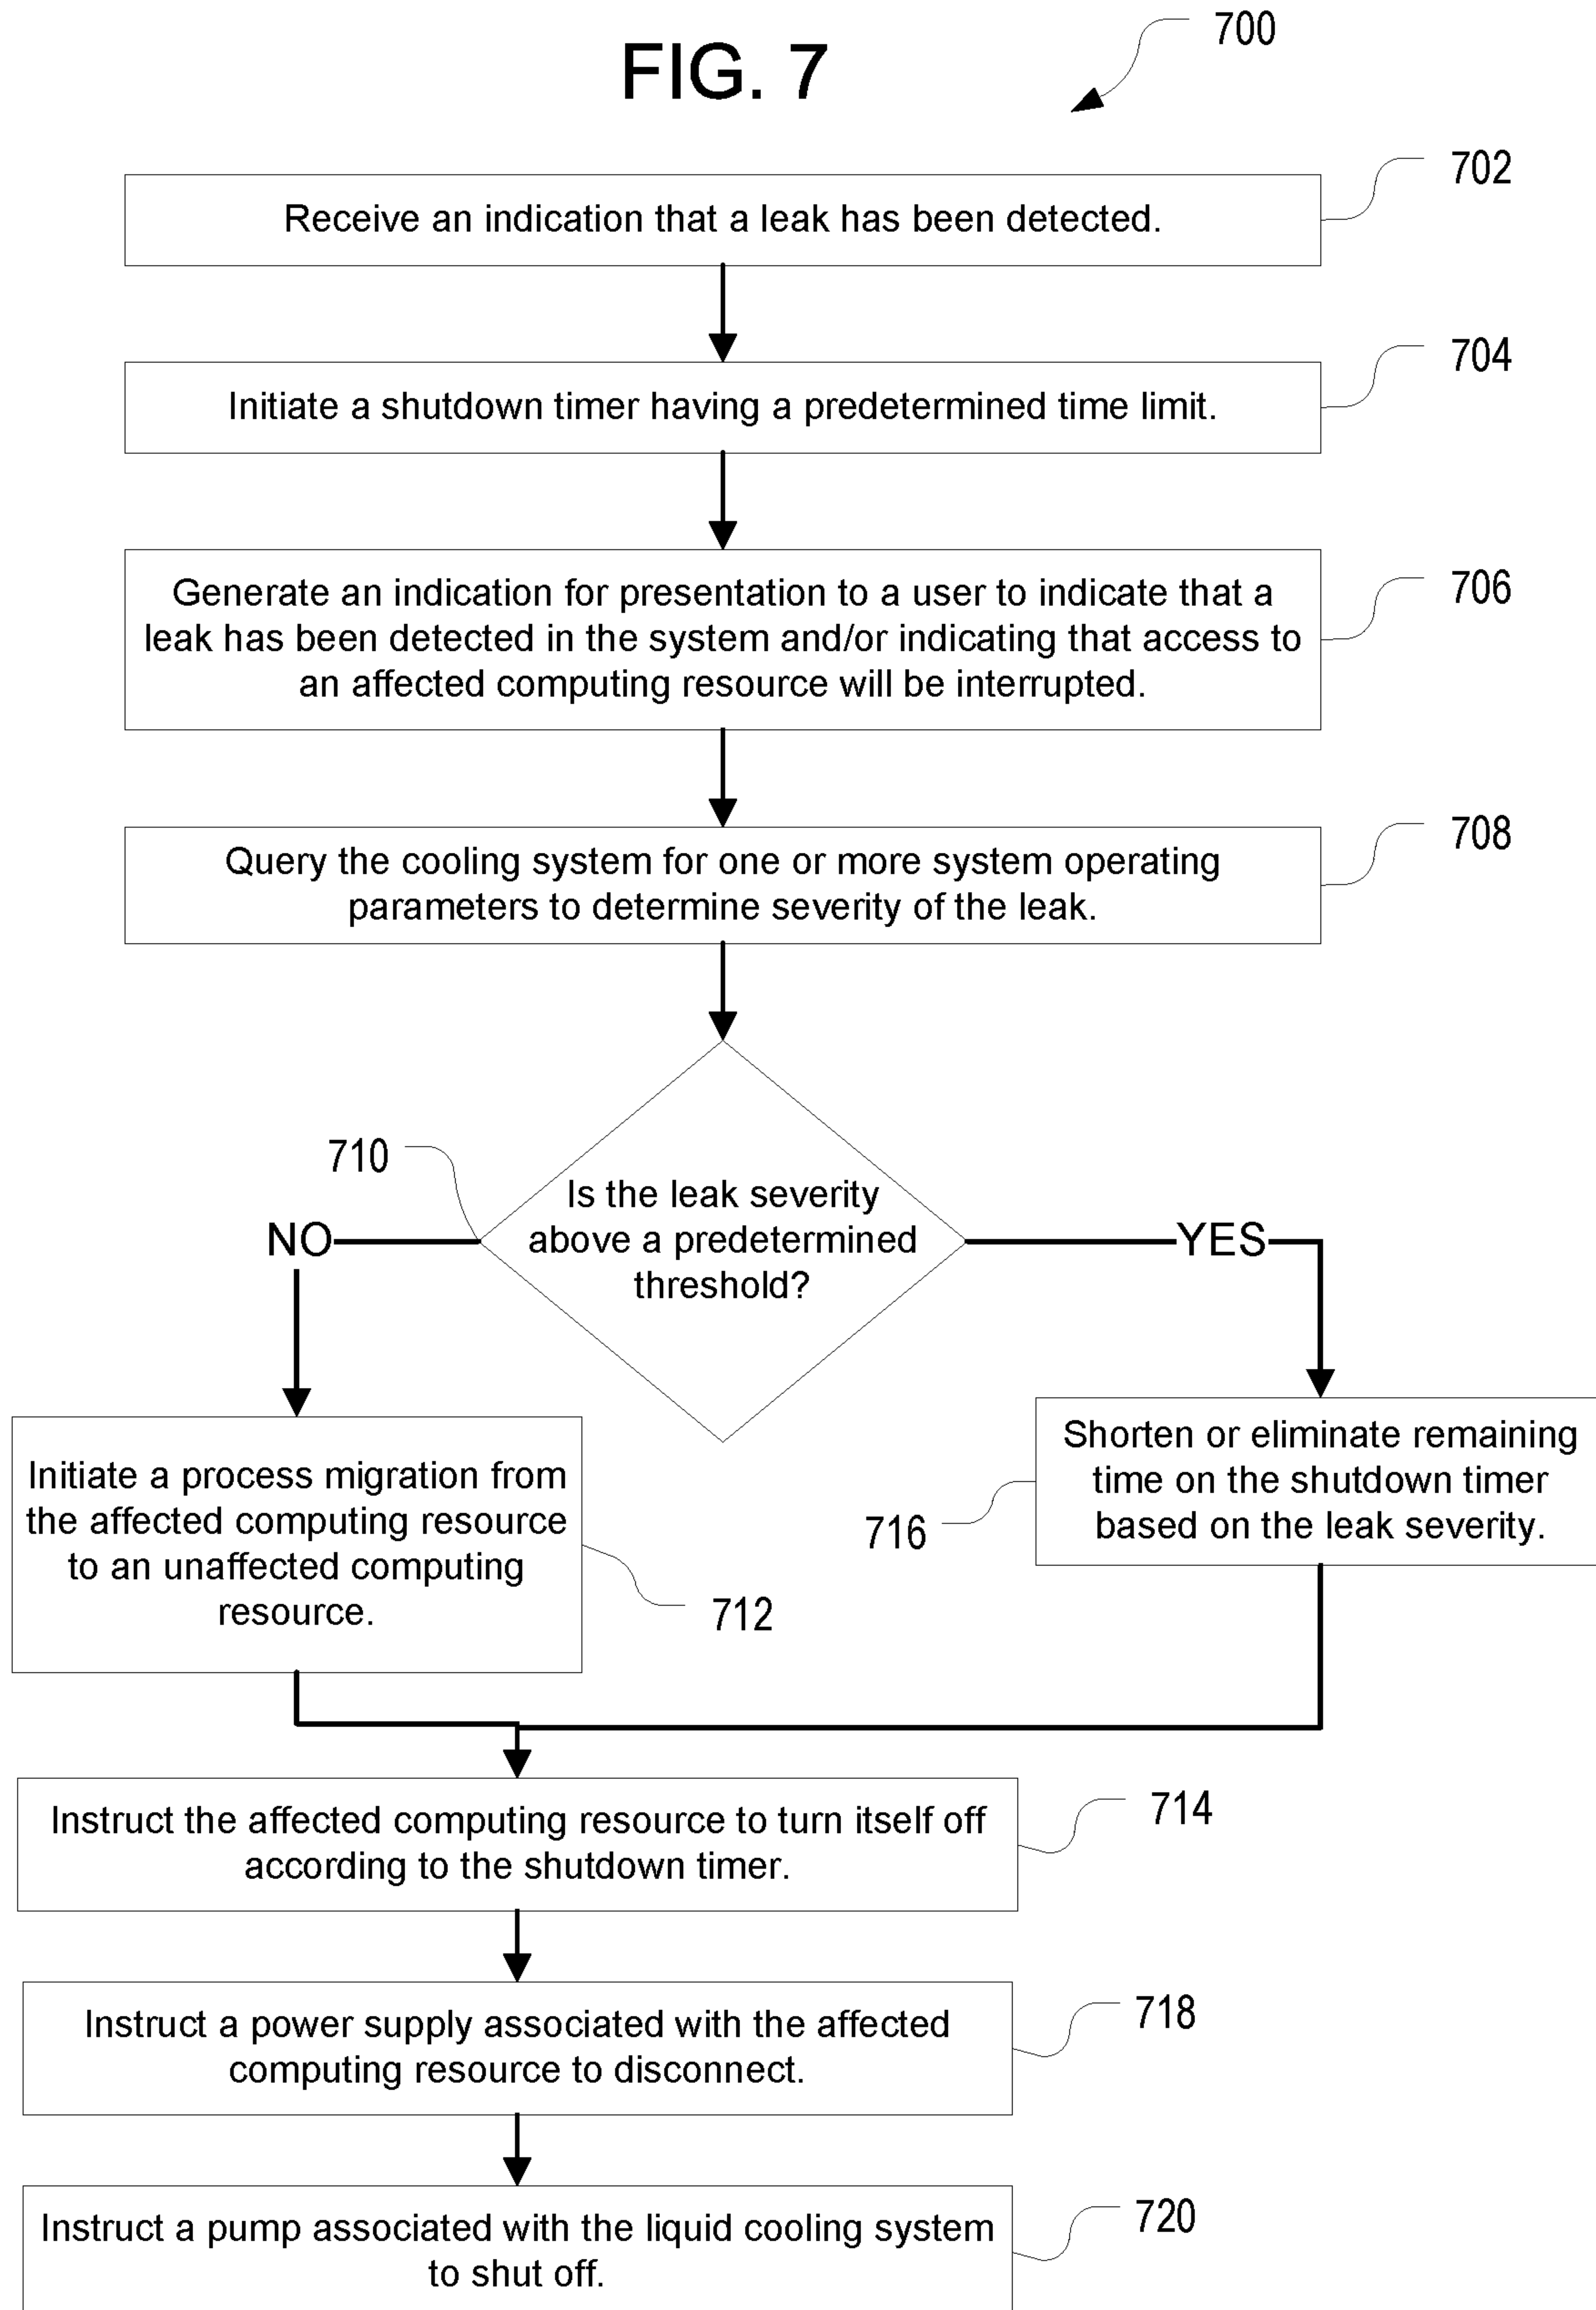 FIG. 7
700
Receive an indication that a leak has been detected.
702
Initiate a shutdown timer having a predetermined time limit.
704
Generate an indication for presentation to a user to indicate that a
leak has been detected in the system and/or indicating that access to
an affected computing resource will be interrupted.
706
Query the cooling system for one or more system operating
parameters to determine severity of the leak.
708
710
Is the leak severity
above a predetermined
threshold?
NO
YES
Initiate a process migration from
the affected computing resource
to an unaffected computing
resource.
712
Shorten or eliminate remaining
time on the shutdown timer
based on the leak severity.
716
Instruct the affected computing resource to turn itself off
according to the shutdown timer.
714
Instruct a power supply associated with the affected
computing resource to disconnect.
718
Instruct a pump associated with the liquid cooling system
to shut off.
720